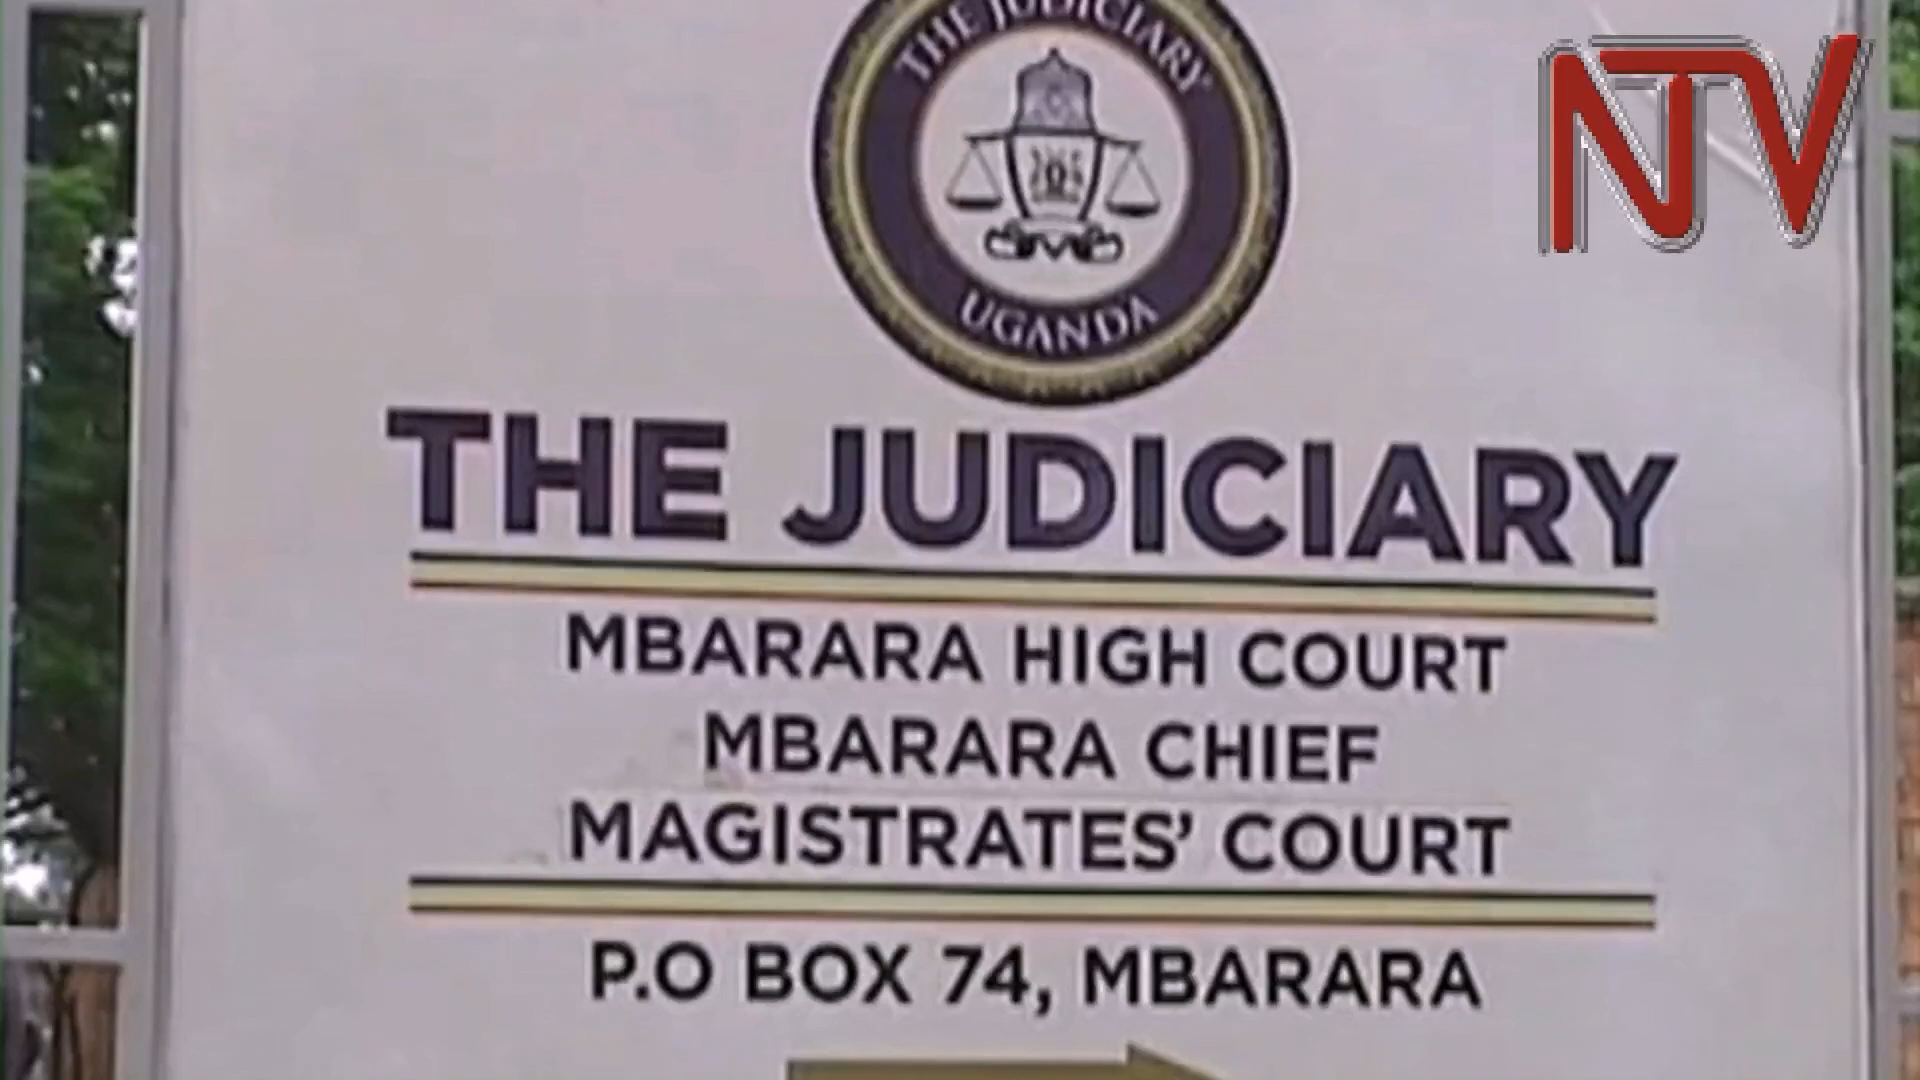 THE JUDICIARY
UGANDA
NTV
THE JUDICIARY
MBARARA HIGH COURT
MBARARA CHIEF
MAGISTRATES’ COURT
P.O BOX 74, MBARARA